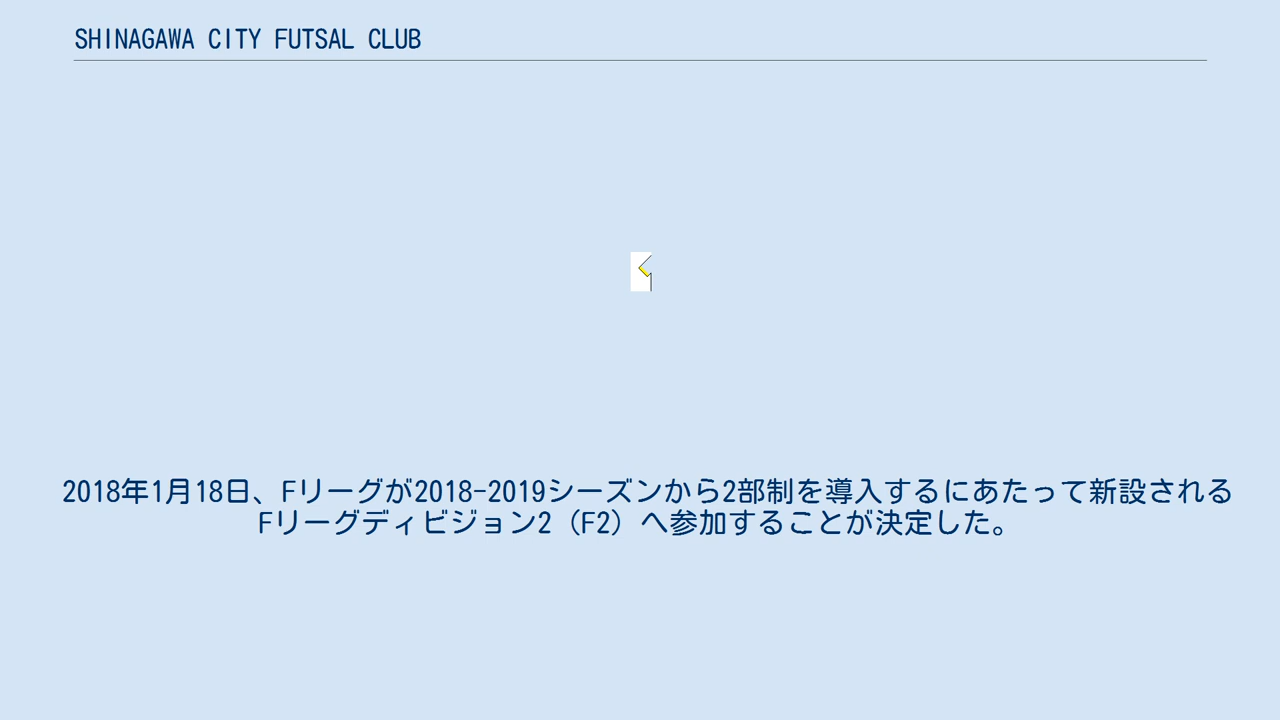 SHINAGAWA CITY FUTSAL CLUB
2018年1月18日、Fリーグが2018-2019シーズンから2部制を導入するにあたって新設される
Fリーグディビジョン2（F2）へ参加することが決定した。